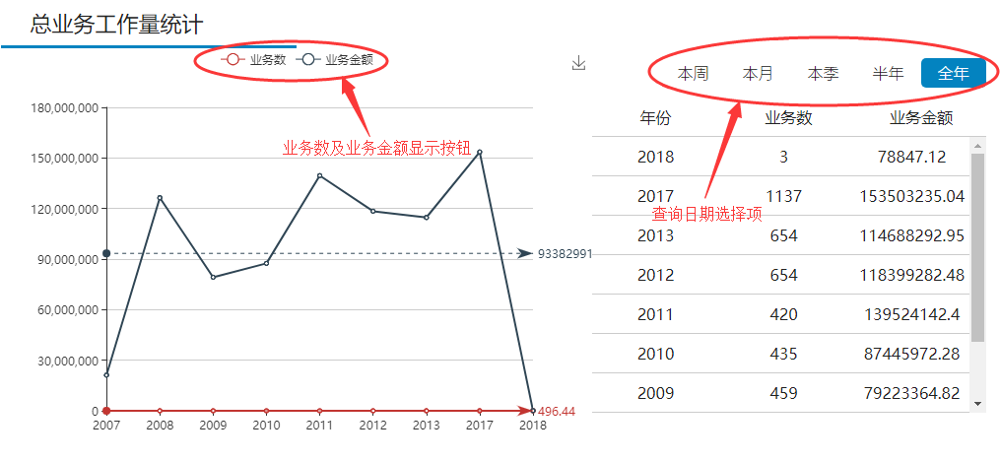 总业务工作量统计
业务数 业务金额
业务数及业务金额显示按钮
180,000,000
150,000,000
120,000,000
90,000,000
60,000,000
30,000,000
0
93382991
496.44
2007 2008 2009 2010 2011 2012 2013 2017 2018
本周 本月 本季 半年 全年
查询日期选择项
年份 业务数 业务金额
2018 3 78847.12
2017 1137 153503235.04
2013 654 114688292.95
2012 654 118399282.48
2011 420 139524142.4
2010 435 87445972.28
2009 459 79223364.82